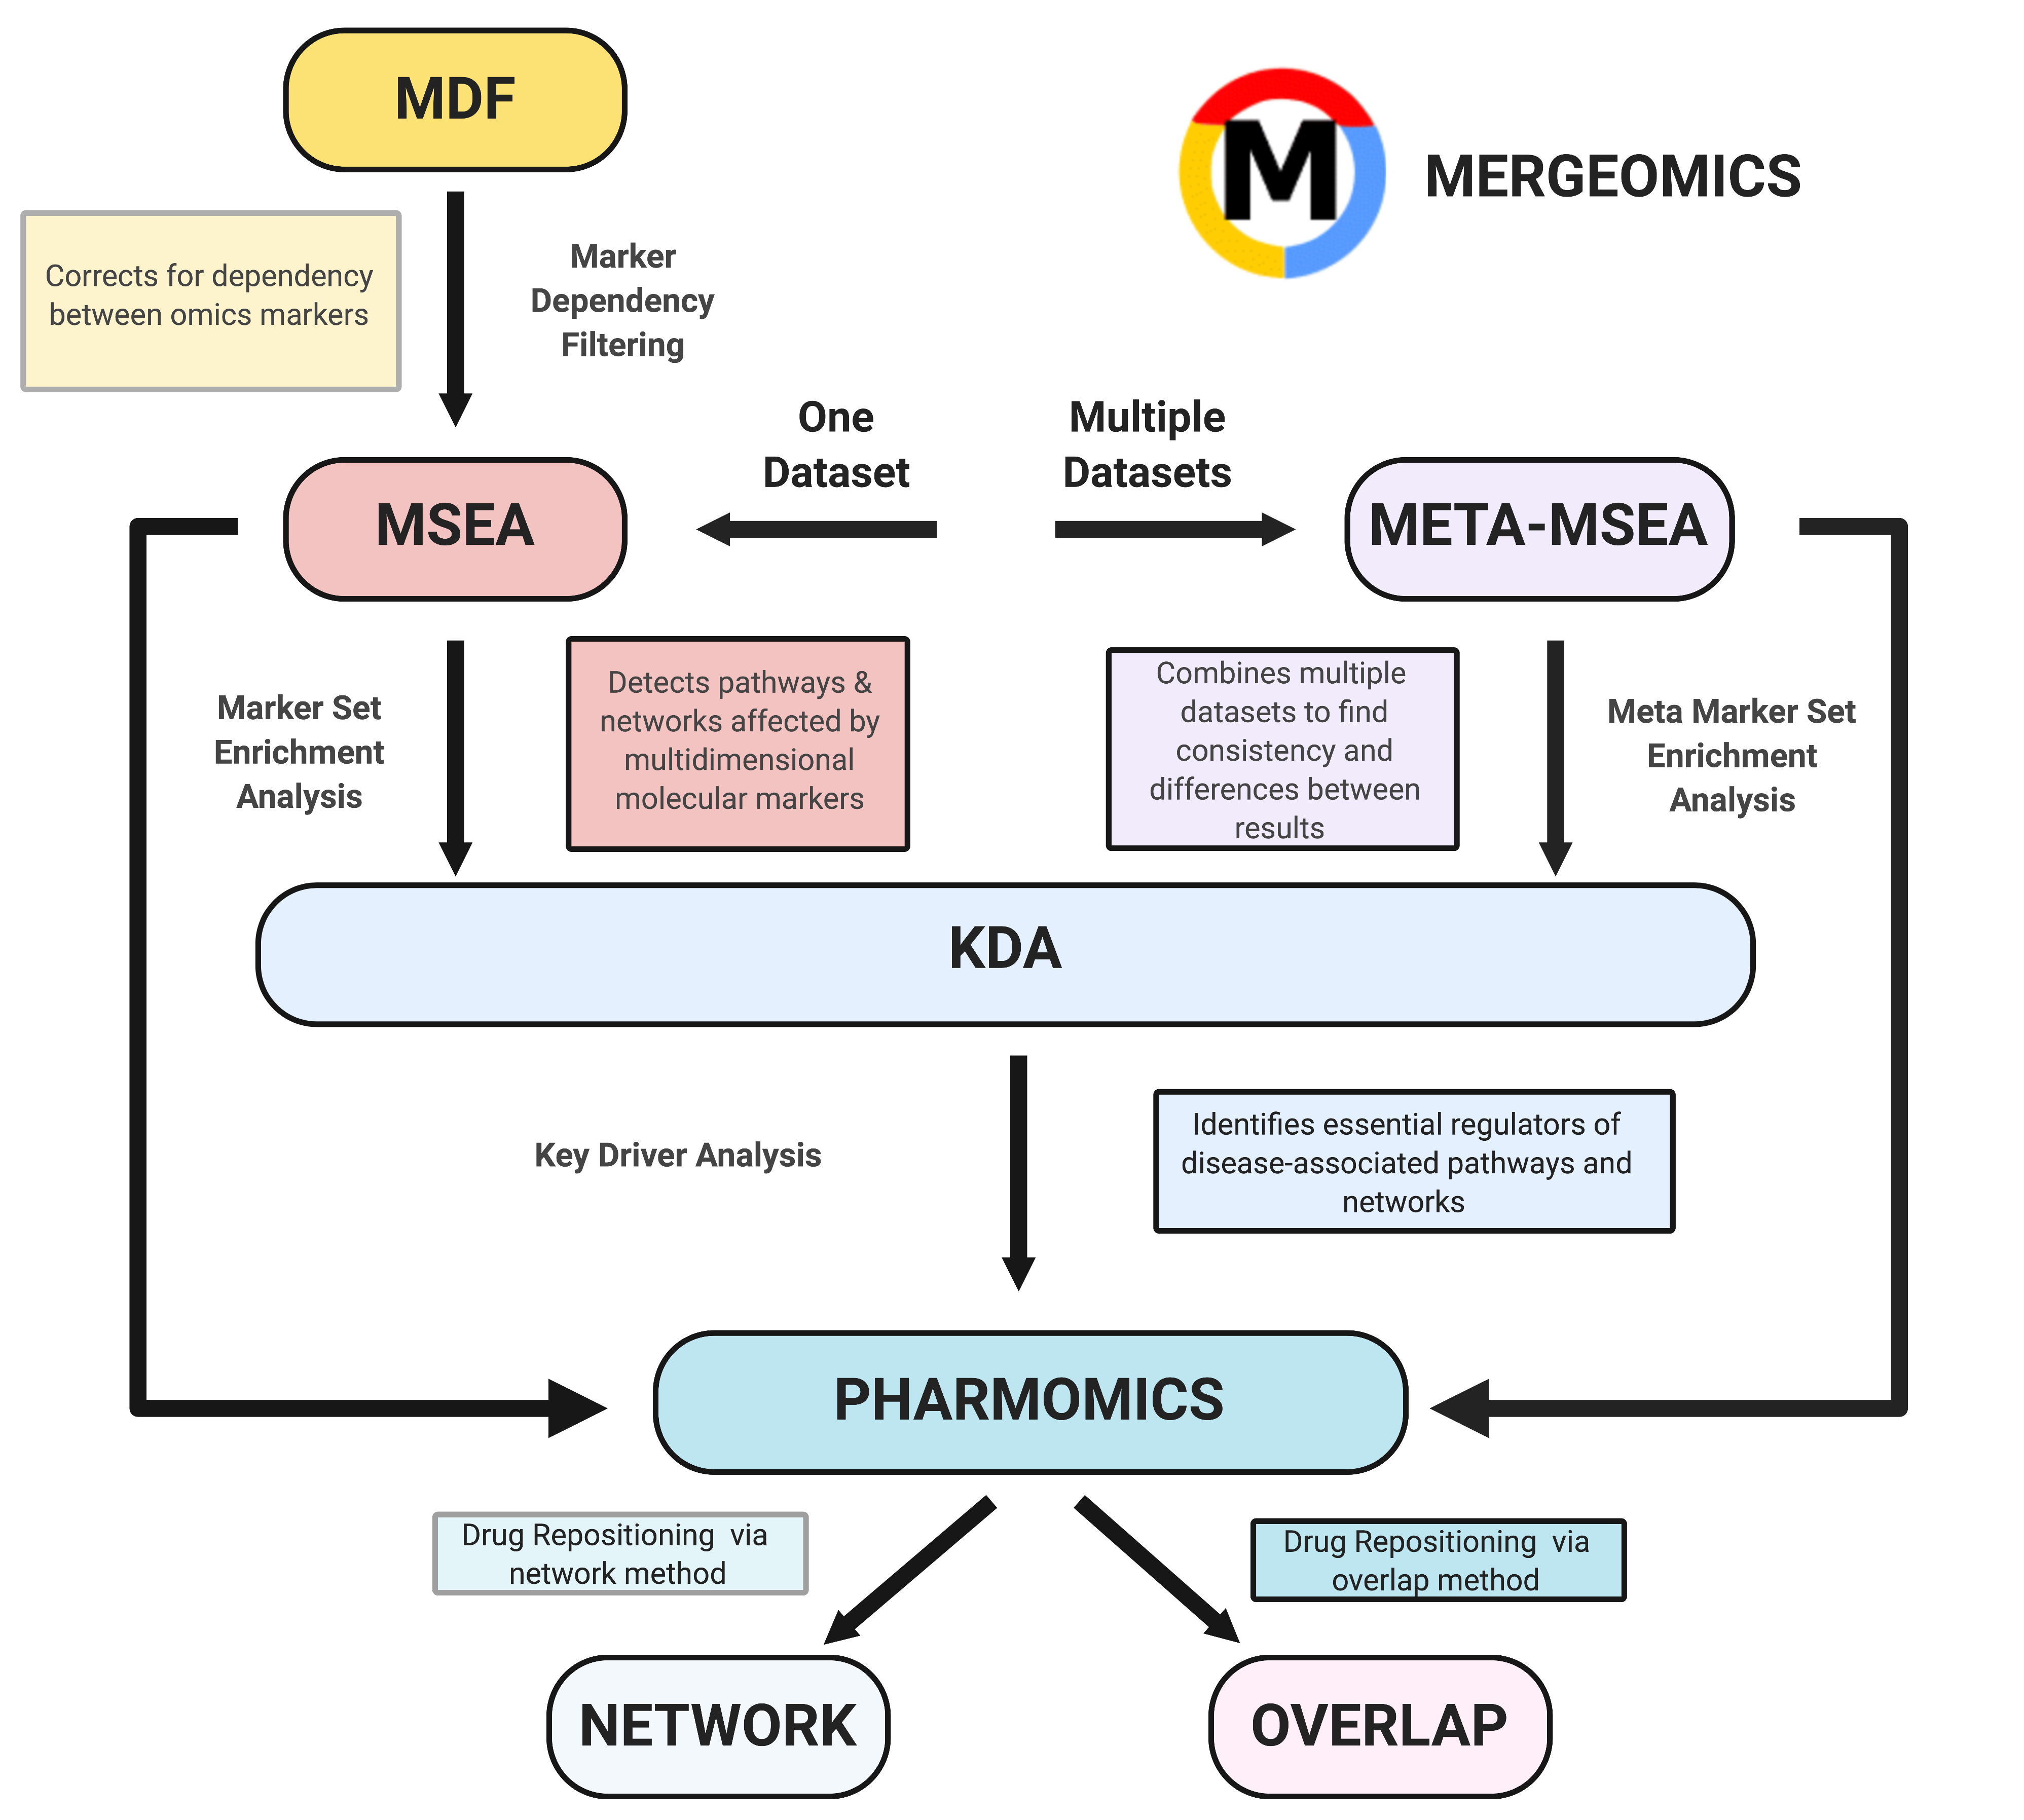 MDF
M
MERGEOMICS
Corrects for dependency
between omics markers
Marker
Dependency
Filtering
One
Dataset
Multiple
Datasets
MSEA
META-MSEA
Marker Set
Enrichment
Analysis
Detects pathways &
networks affected by
multidimensional
molecular markers
Combines multiple
datasets to find
consistency and
differences between
results
Meta Marker Set
Enrichment
Analysis
KDA
Key Driver Analysis
Identifies essential regulators of
disease-associated pathways and
networks
PHARMOMICS
Drug Repositioning  via
network method
Drug Repositioning  via
overlap method
NETWORK
OVERLAP